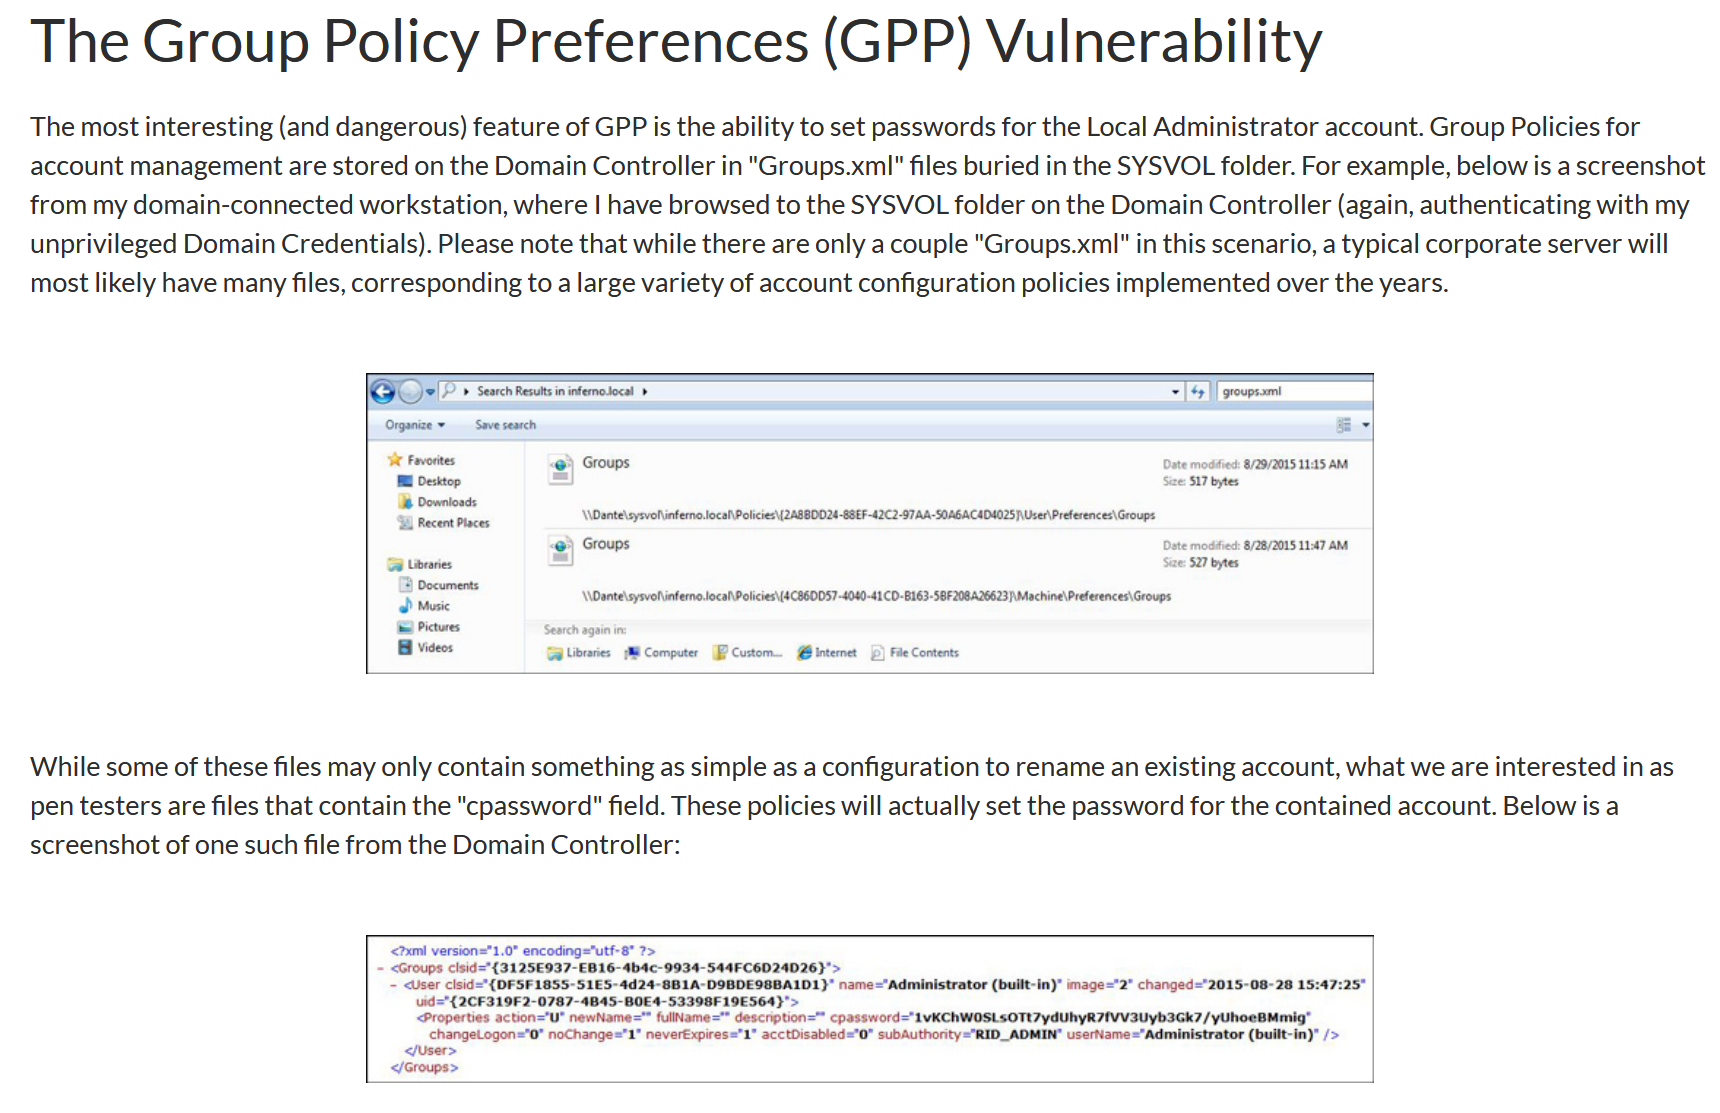 The Group Policy Preferences (GPP) Vulnerability
The most interesting (and dangerous) feature of GPP is the ability to set passwords for the Local Administrator account. Group Policies for
account management are stored on the Domain Controller in "Groups.xml" files buried in the SYSVOL folder. For example, below is a screenshot
from my domain-connected workstation, where I have browsed to the SYSVOL folder on the Domain Controller (again, authenticating with my
unprivileged Domain Credentials). Please note that while there are only a couple "Groups.xml" in this scenario, a typical corporate server will
most likely have many files, corresponding to a large variety of account configuration policies implemented over the years.
Search Results in inferno.local
groups.xml
Organize
Save search
Favorites
Desktop
Downloads
Recent Places
Libraries
Documents
Music
Pictures
Videos
Groups
Date modified: 8/29/2015 11:15 AM
Size: 517 bytes
\\Dante\sysvol\inferno.local\Policies\{2A8BDD24-88EF-42C2-97AA-50A6AC4D4025}\User\Preferences\Groups
Groups
Date modified: 8/28/2015 11:47 AM
Size: 527 bytes
\\Dante\sysvol\inferno.local\Policies\{4C86DD57-4040-41CD-B163-5BF208A26623}\Machine\Preferences\Groups
Search again in:
Libraries Computer Custom... Internet File Contents
While some of these files may only contain something as simple as a configuration to rename an existing account, what we are interested in as
pen testers are files that contain the "cpassword" field. These policies will actually set the password for the contained account. Below is a
screenshot of one such file from the Domain Controller:
<?xml version="1.0" encoding="utf-8" ?>
- <Groups clsid="{3125E937-EB16-4b4c-9934-544FC6D24D26}">
- <User clsid="{DF5F1855-51E5-4d24-8B1A-D9BDE98BA1D1}" name="Administrator (built-in)" image="2" changed="2015-08-28 15:47:25"
uid="{2CF319F2-0787-4B45-B0E4-53398F19E564}">
<Properties action="U" newName="" fullName="" description="" cpassword="1vKChW0SLsOTt7ydUhyR7fVV3Uyb3Gk7/yUhoeBMmig"
changeLogon="0" noChange="1" neverExpires="1" acctDisabled="0" subAuthority="RID_ADMIN" userName="Administrator (built-in)" />
</User>
</Groups>